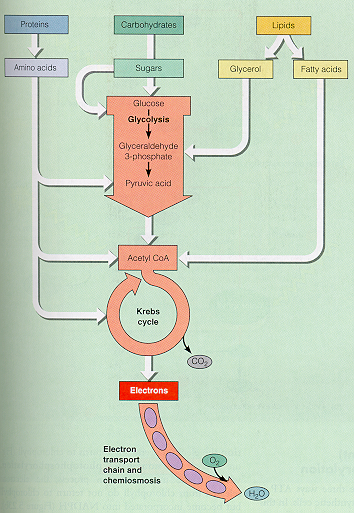 Proteins
Carbohydrates
Lipids
Amino acids
Sugars
Glycerol
Fatty acids
Glucose
Glycolysis
Glyceraldehyde
3-phosphate
Pyruvic acid
Acetyl CoA
Krebs
cycle
CO2
Electrons
Electron
transport
chain and
chemiosmosis
O2
H2O